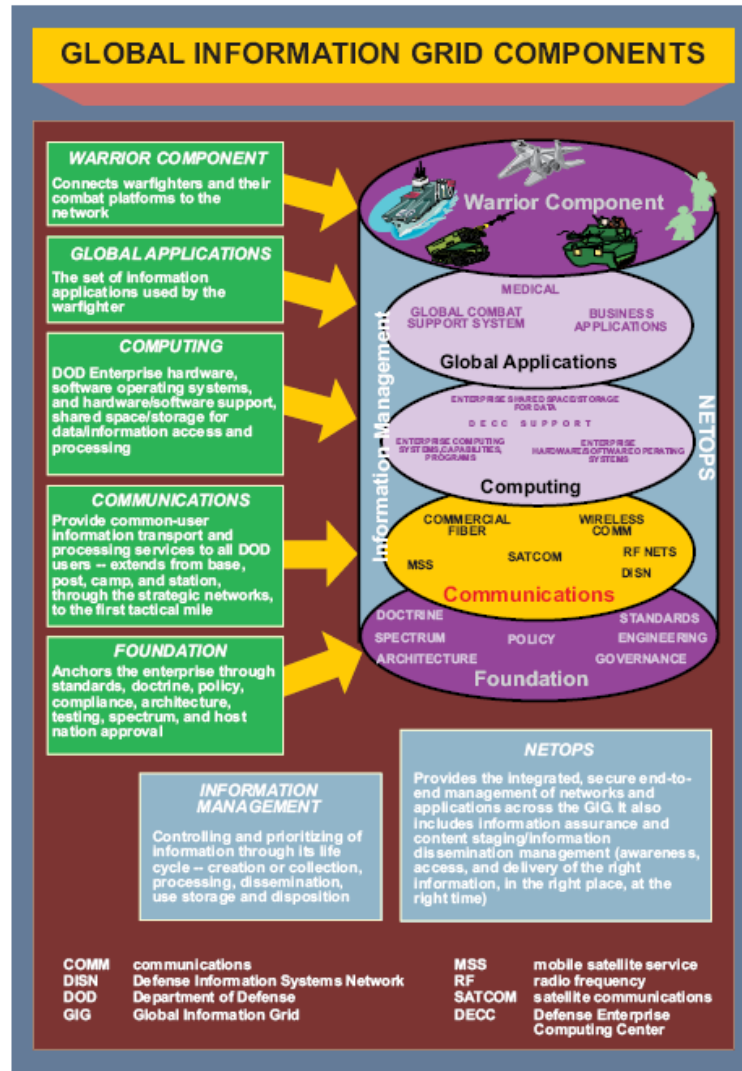 GLOBAL INFORMATION GRID COMPONENTS
WARRIOR COMPONENT
Connects warfighters and their
combat platforms to the
network
GLOBAL APPLICATIONS
The set of information
applications used by the
warfighter
COMPUTING
DOD Enterprise hardware,
software operating systems,
and hardware/software support,
shared space/storage for
data/information access and
processing
COMMUNICATIONS
Provide common-user
information transport and
processing services to all DOD
users -- extends from base,
post, camp, and station,
through the strategic networks,
to the first tactical mile
FOUNDATION
Anchors the enterprise through
standards, doctrine, policy,
compliance, architecture,
testing, spectrum, and host
nation approval
Warrior Component
Information Management
NETOPS
MEDICAL
GLOBAL COMBAT
SUPPORT SYSTEM
BUSINESS
APPLICATIONS
Global Applications
ENTERPRISE SHARED SPACE/STORAGE
FOR DATA
DECC SUPPORT
ENTERPRISE COMPUTING
SYSTEMS, CAPABILITIES,
PROGRAMS
ENTERPRISE
HARDWARE/SOFTWARE OPERATING
SYSTEMS
Computing
COMMERCIAL
FIBER
WIRELESS
COMM
MSS
SATCOM
RF NETS
DISN
Communications
DOCTRINE
STANDARDS
SPECTRUM
POLICY
ENGINEERING
ARCHITECTURE
GOVERNANCE
Foundation
INFORMATION
MANAGEMENT
Controlling and prioritizing of
information through its life
cycle -- creation or collection,
processing, dissemination,
use storage and disposition
NETOPS
Provides the integrated, secure end-to-
end management of networks and
applications across the GIG. It also
includes information assurance and
content staging/information
dissemination management (awareness,
access, and delivery of the right
information, in the right place, at the
right time)
COMM communications
DISN Defense Information Systems Network
DOD Department of Defense
GIG Global Information Grid
MSS mobile satellite service
RF radio frequency
SATCOM satellite communications
DECC Defense Enterprise
Computing Center